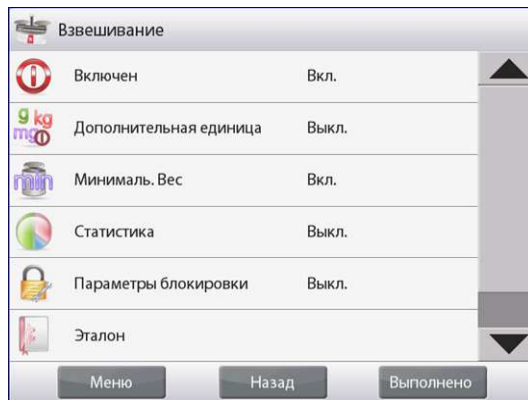 Взвешивание
Включен Вкл.
g kg mg Дополнительная единица Выкл.
min Минималь. Вес Вкл.
Статистика Выкл.
Параметры блокировки Выкл.
Эталон
Меню Назад Выполнено